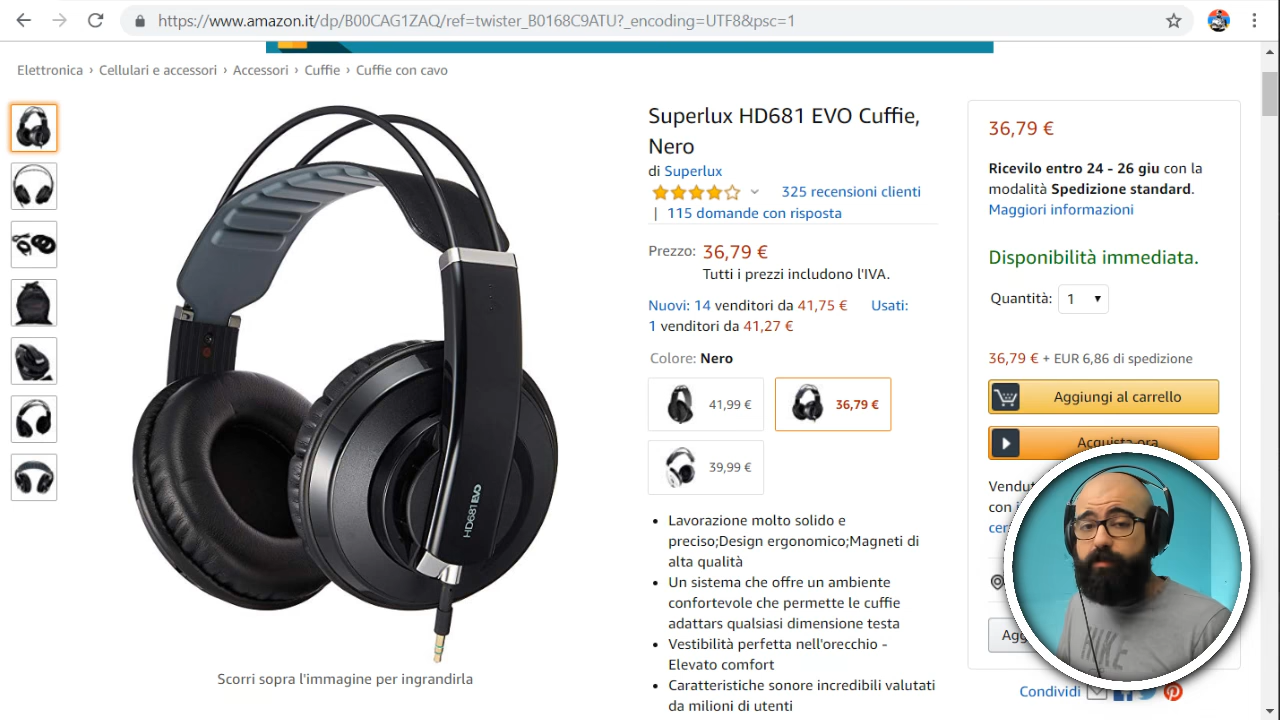 https://www.amazon.it/dp/B00CAG1ZAQ/ref=twister_B0168C9ATU?_encoding=UTF8&psc=1
Elettronica › Cellulari e accessori › Accessori › Cuffie › Cuffie con cavo
Superlux HD681 EVO Cuffie,
Nero
di Superlux
325 recensioni clienti
| 115 domande con risposta
Prezzo: 36,79 €
Tutti i prezzi includono l'IVA.
Nuovi: 14 venditori da 41,75 € Usati:
1 venditori da 41,27 €
Colore: Nero
41,99 €
36,79 €
39,99 €
Lavorazione molto solido e
preciso;Design ergonomico;Magneti di
alta qualità
Un sistema che offre un ambiente
confortevole che permette le cuffie
adattars qualsiasi dimensione testa
Vestibilità perfetta nell'orecchio -
Elevato comfort
Caratteristiche sonore incredibili valutati
da milioni di utenti
36,79 €
Ricevilo entro 24 - 26 giu con la
modalità Spedizione standard.
Maggiori informazioni
Disponibilità immediata.
Quantità: 1
36,79 € + EUR 6,86 di spedizione
Aggiungi al carrello
Acquista ora
con
Condividi
HD681 EVO
Scorri sopra l'immagine per ingrandirla
NIKE